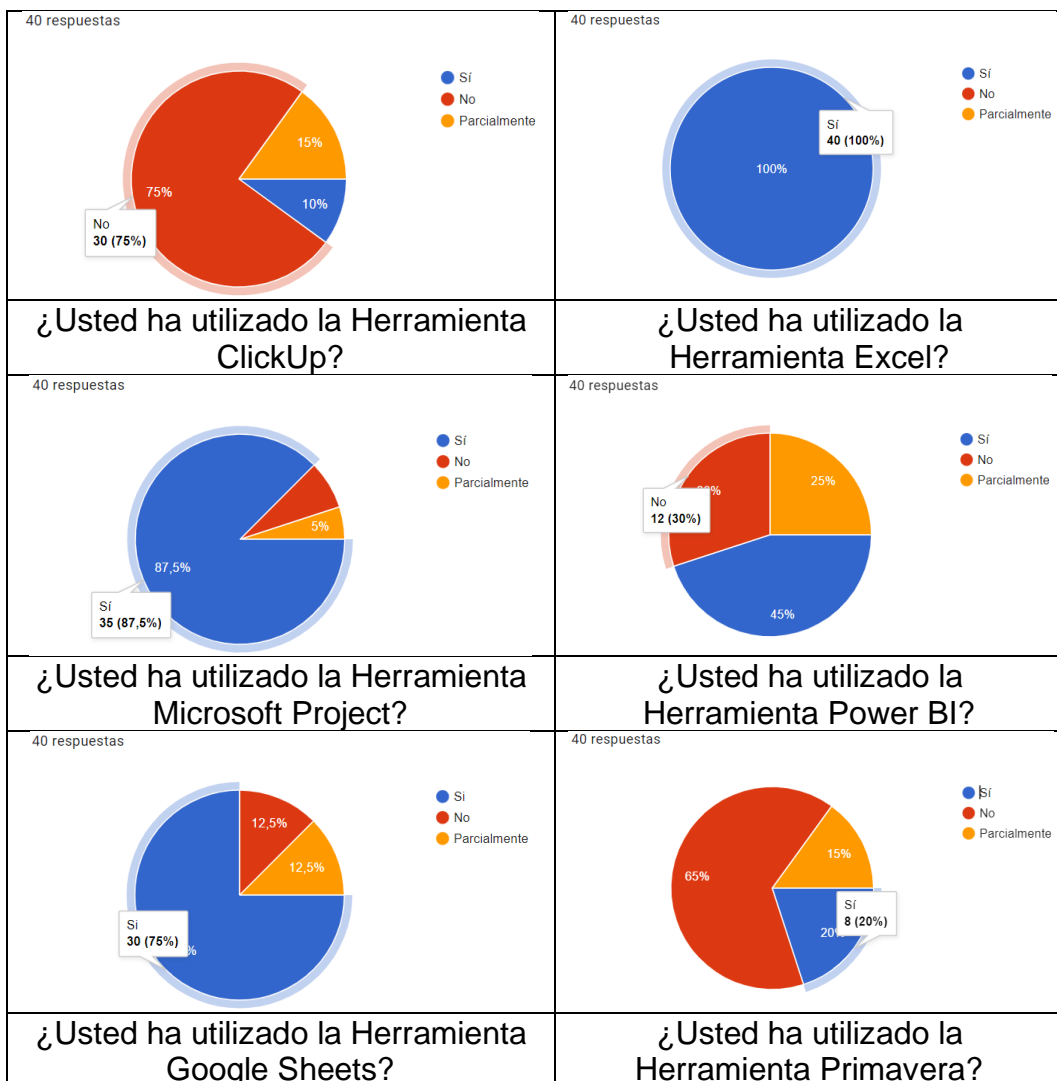 40 respuestas
Sí
No
Parcialmente
15%
75%
10%
No
30 (75%)
¿Usted ha utilizado la Herramienta
ClickUp?
40 respuestas
Sí
No
Parcialmente
Sí
40 (100%)
100%
¿Usted ha utilizado la
Herramienta Excel?
40 respuestas
Sí
No
Parcialmente
5%
87,5%
Sí
35 (87,5%)
¿Usted ha utilizado la Herramienta
Microsoft Project?
40 respuestas
Sí
No
Parcialmente
25%
No
12 (30%)
45%
¿Usted ha utilizado la
Herramienta Power BI?
40 respuestas
Si
No
Parcialmente
12,5%
12,5%
Si
30 (75%)
¿Usted ha utilizado la Herramienta
Google Sheets?
40 respuestas
Sí
No
Parcialmente
15%
65%
Sí
8 (20%)
20%
¿Usted ha utilizado la
Herramienta Primavera?